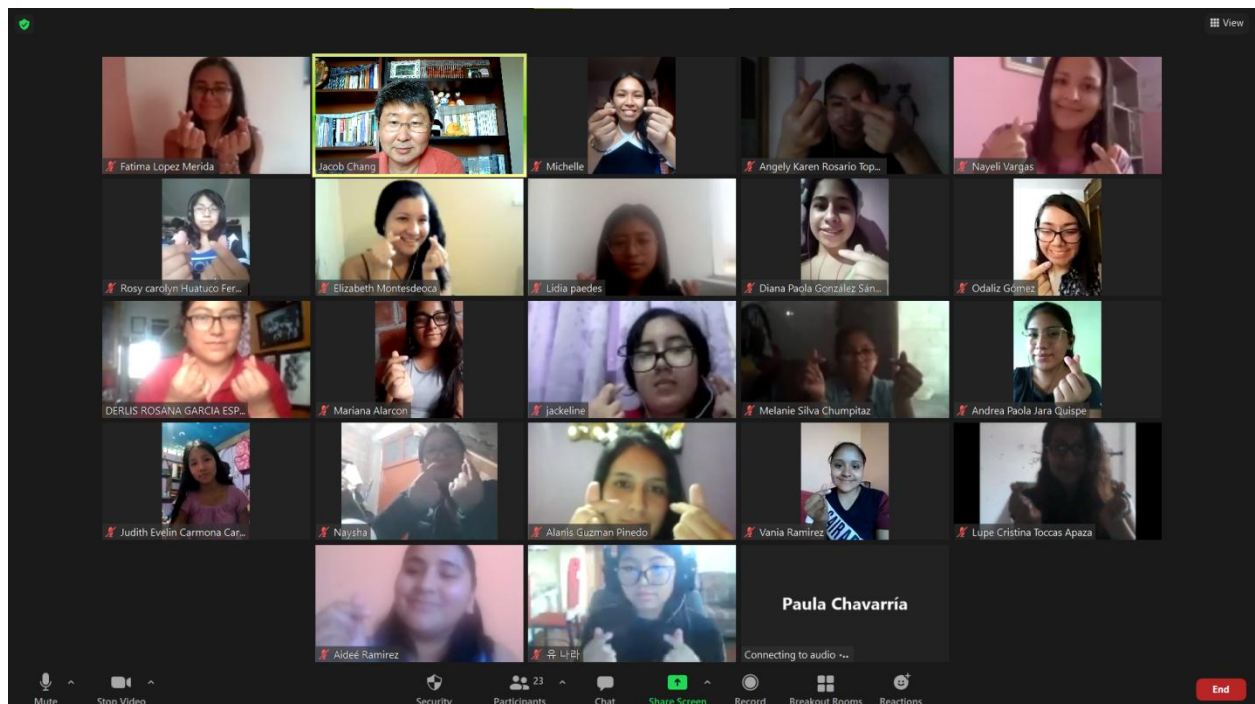 View
Fatima Lopez Merida
Jacob Chang
Michelle
Angely Karen Rosario Top...
Nayeli Vargas
Rosy carolyn Huatuco Fer...
Elizabeth Montesdeoca
Lidia paedes
Diana Paola González Sán...
Odaliz Gómez
DERLIS ROSANA GARCIA ESP...
Mariana Alarcon
jackeline
Melanie Silva Chumpitaz
Andrea Paola Jara Quispe
Judith Evelin Carmona Car...
Naysha
Alanis Guzman Pinedo
Vania Ramirez
Lupe Cristina Toccas Apaza
Aideé Ramirez
유 나라
Paula Chavarría
Connecting to audio ...
Mute
Stop Video
Security
23
Participants
Chat
Share Screen
Record
Breakout Rooms
Reactions
End